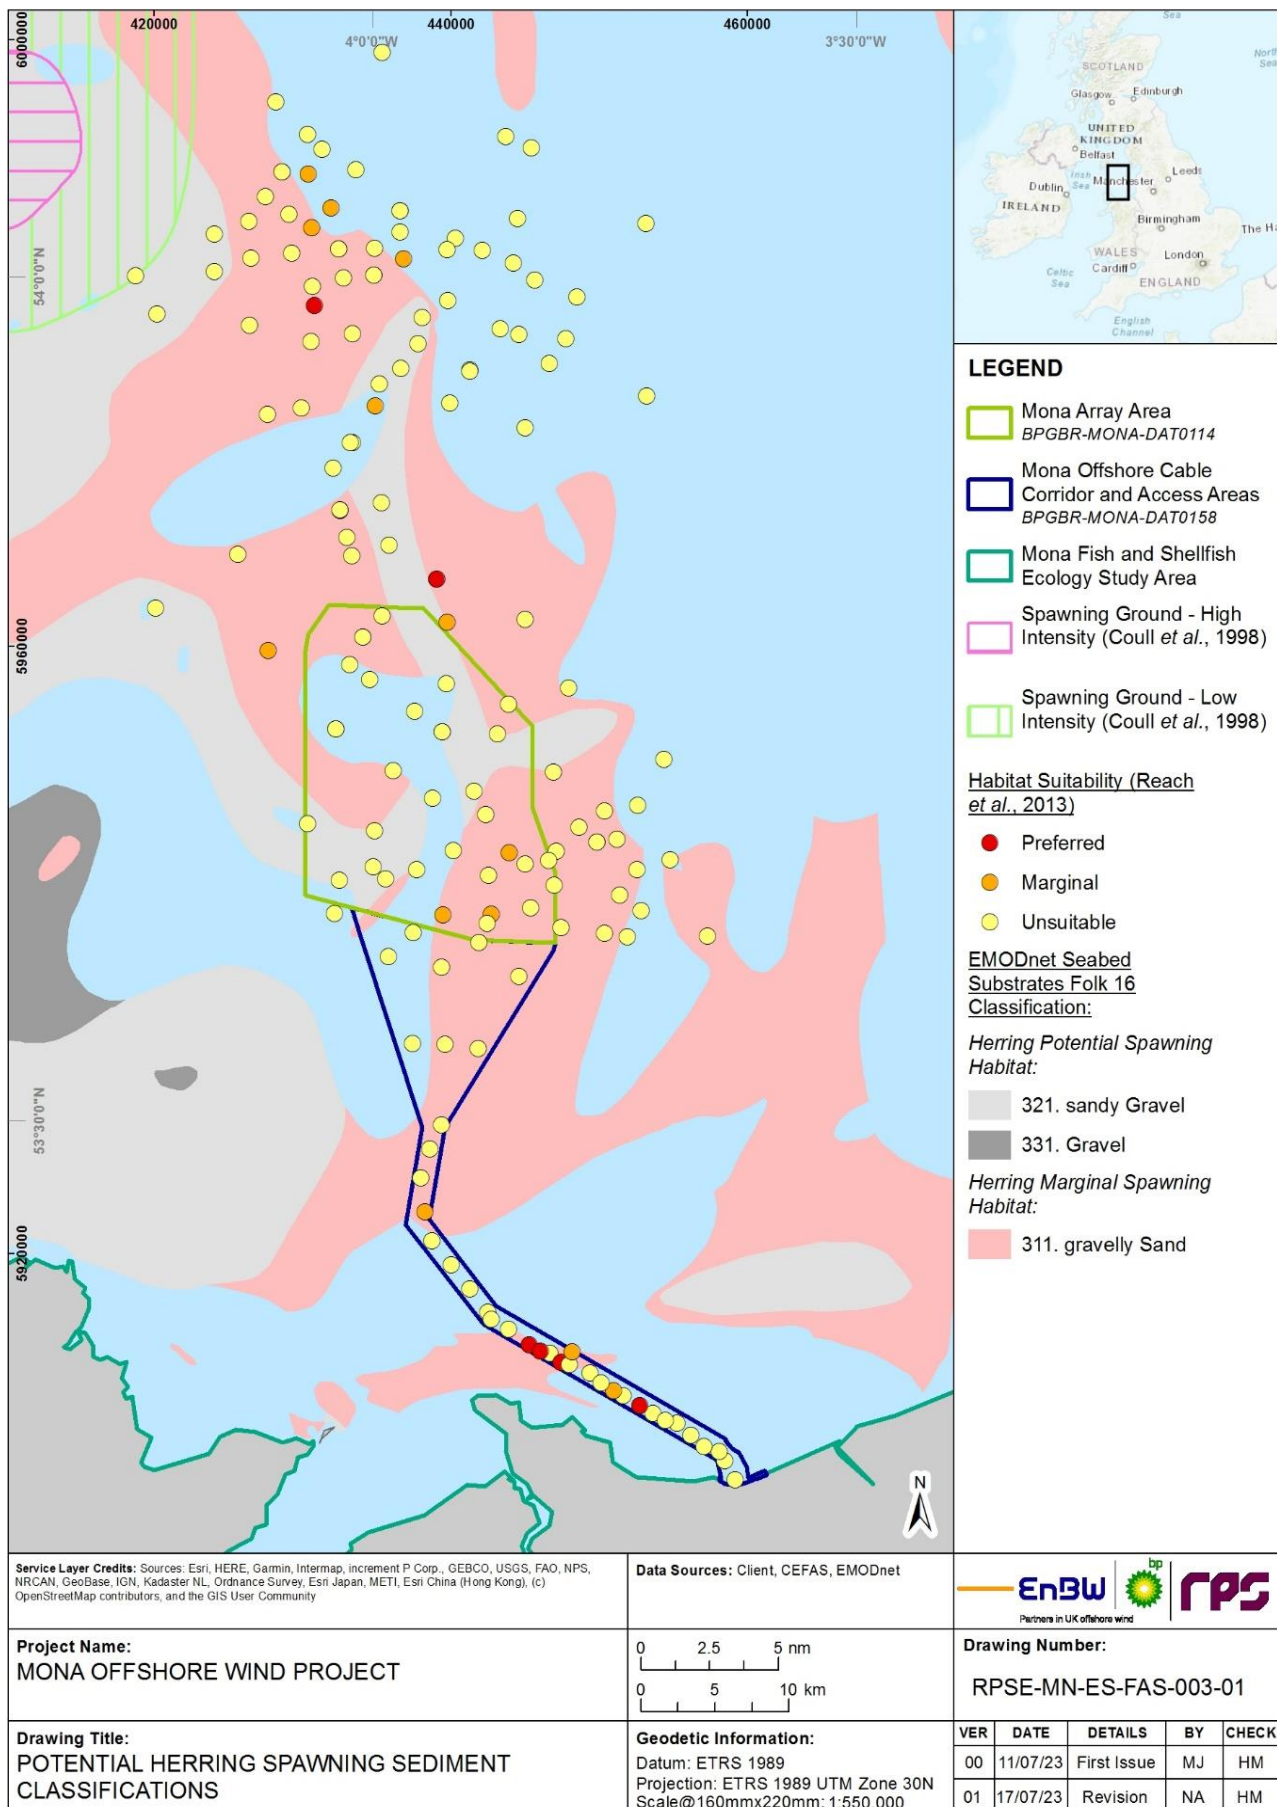 420000
440000
460000
4°0'0"W
3°30'0"W
6000000
54°0'0"N
5960000
53°30'0"N
5920000
N
Sea
North
Sea
SCOTLAND
Glasgow
Edinburgh
UNITED
KINGDOM
Belfast
Irish
Sea
Manchester
Leeds
Dublin
IRELAND
Birmingham
The Ha
WALES
London
Cardiff
Celtic
Sea
ENGLAND
English
Channel
LEGEND
Mona Array Area
BPGBR-MONA-DAT0114
Mona Offshore Cable
Corridor and Access Areas
BPGBR-MONA-DAT0158
Mona Fish and Shellfish
Ecology Study Area
Spawning Ground - High
Intensity (Coull et al., 1998)
Spawning Ground - Low
Intensity (Coull et al., 1998)
Habitat Suitability (Reach
et al., 2013)
Preferred
Marginal
Unsuitable
EMODnet Seabed
Substrates Folk 16
Classification:
Herring Potential Spawning
Habitat:
321. sandy Gravel
331. Gravel
Herring Marginal Spawning
Habitat:
311. gravelly Sand
Service Layer Credits: Sources: Esri, HERE, Garmin, Intermap, increment P Corp., GEBCO, USGS, FAO, NPS,
NRCAN, GeoBase, IGN, Kadaster NL, Ordnance Survey, Esri Japan, METI, Esri China (Hong Kong), (c)
OpenStreetMap contributors, and the GIS User Community
Data Sources: Client, CEFAS, EMODnet
EnBW
bp
rps
Partners in UK offshore wind
Project Name:
MONA OFFSHORE WIND PROJECT
0 2.5 5 nm
0 5 10 km
Drawing Number:
RPSE-MN-ES-FAS-003-01
Drawing Title:
POTENTIAL HERRING SPAWNING SEDIMENT
CLASSIFICATIONS
Geodetic Information:
Datum: ETRS 1989
Projection: ETRS 1989 UTM Zone 30N
Scale@160mmx220mm: 1:550 000
VER DATE DETAILS BY CHECK
00 11/07/23 First Issue MJ HM
01 17/07/23 Revision NA HM